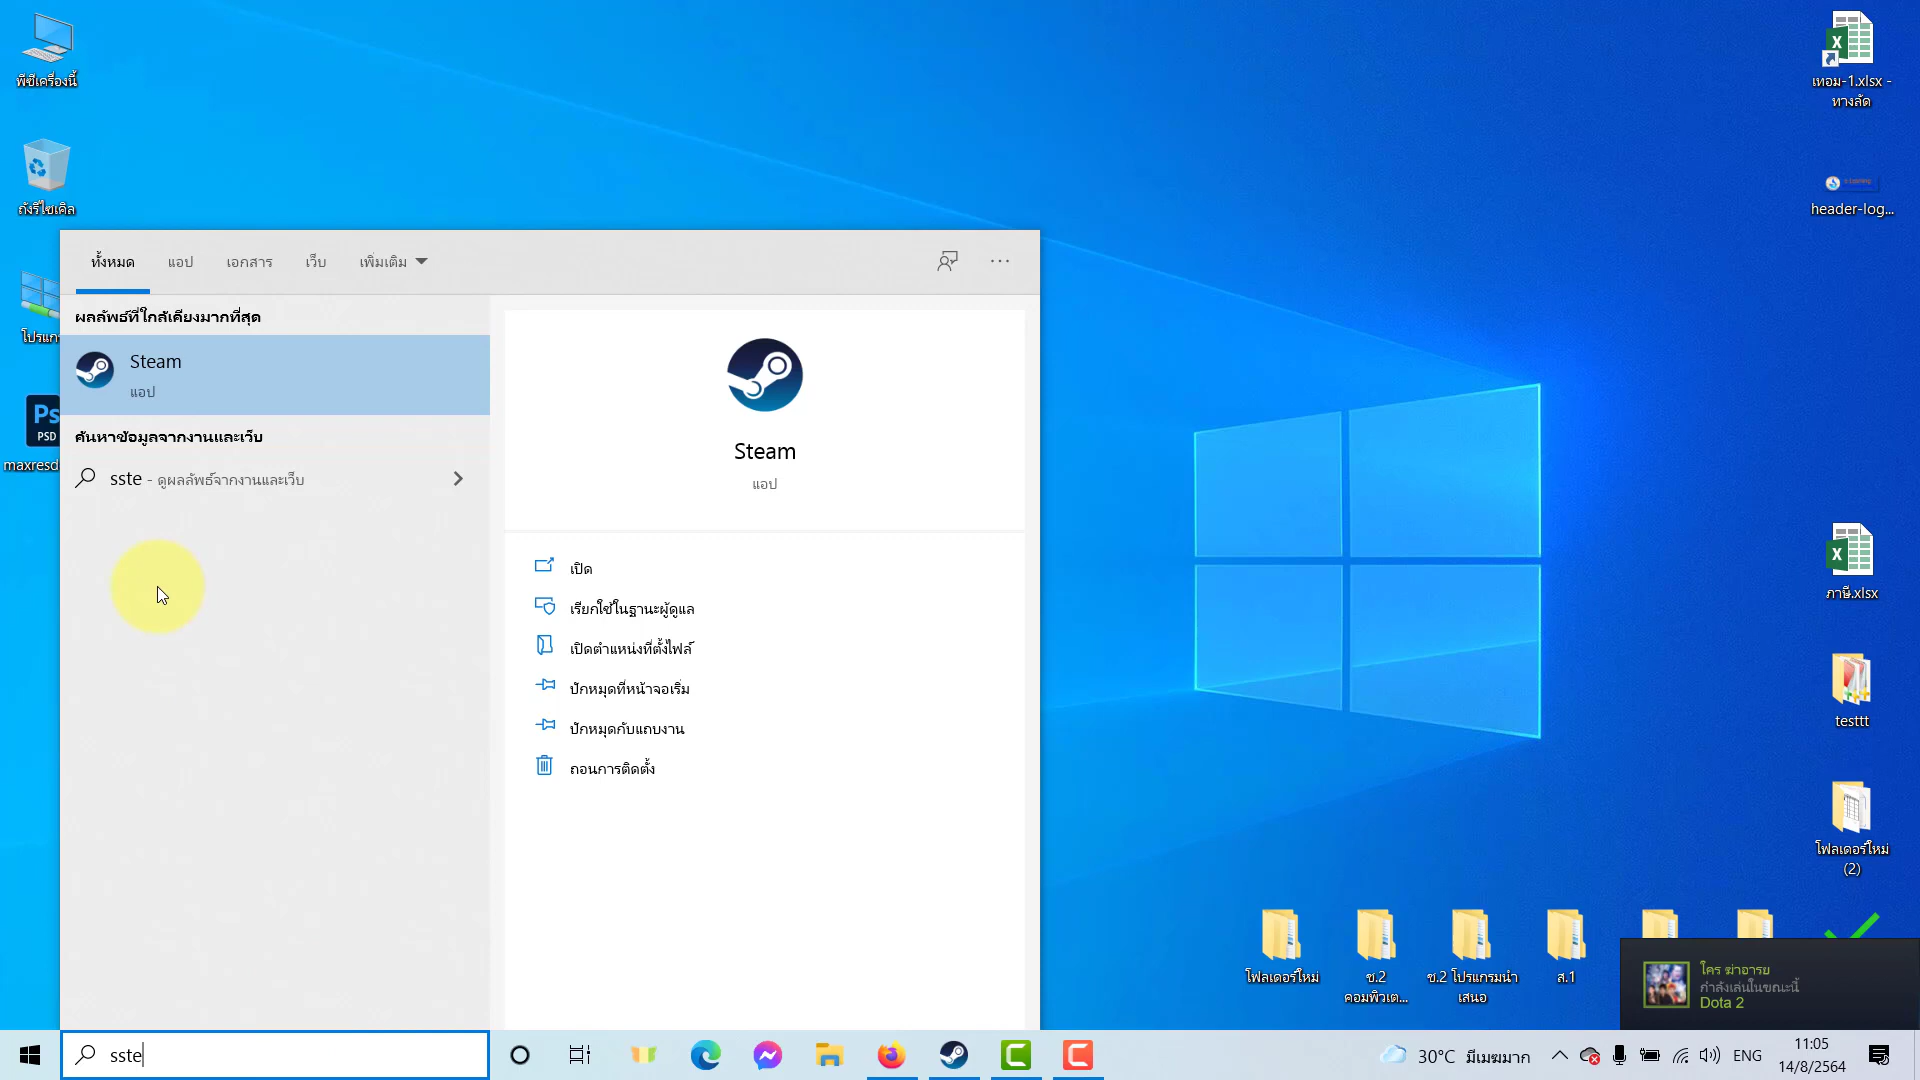 พีซีเครื่องนี้
ถังรีไซเคิล
โปรแกร
Ps
PSD
maxresd
ทั้งหมด
แอป
เอกสาร
เว็บ
เพิ่มเติม
ผลลัพธ์ที่ใกล้เคียงมากที่สุด
Steam
แอป
ค้นหาข้อมูลจากงานและเว็บ
sste - ดูผลลัพธ์จากงานและเว็บ
Steam
แอป
เปิด
เรียกใช้ในฐานะผู้ดูแล
เปิดตำแหน่งที่ตั้งไฟล์
ปักหมุดที่หน้าจอเริ่ม
ปักหมุดกับแถบงาน
ถอนการติดตั้ง
เทอม-1.xlsx -
ทางลัด
header-log...
ภาษี.xlsx
testtt
โฟลเดอร์ใหม่
(2)
โฟลเดอร์ใหม่
ช.2
คอมพิวเต...
ช.2 โปรแกรมนำ
เสนอ
ส.1
ใคร ฆ่าอารย
กำลังเล่นในขณะนี้
Dota 2
sste
30°C มีเมฆมาก
ENG
11:05
14/8/2564